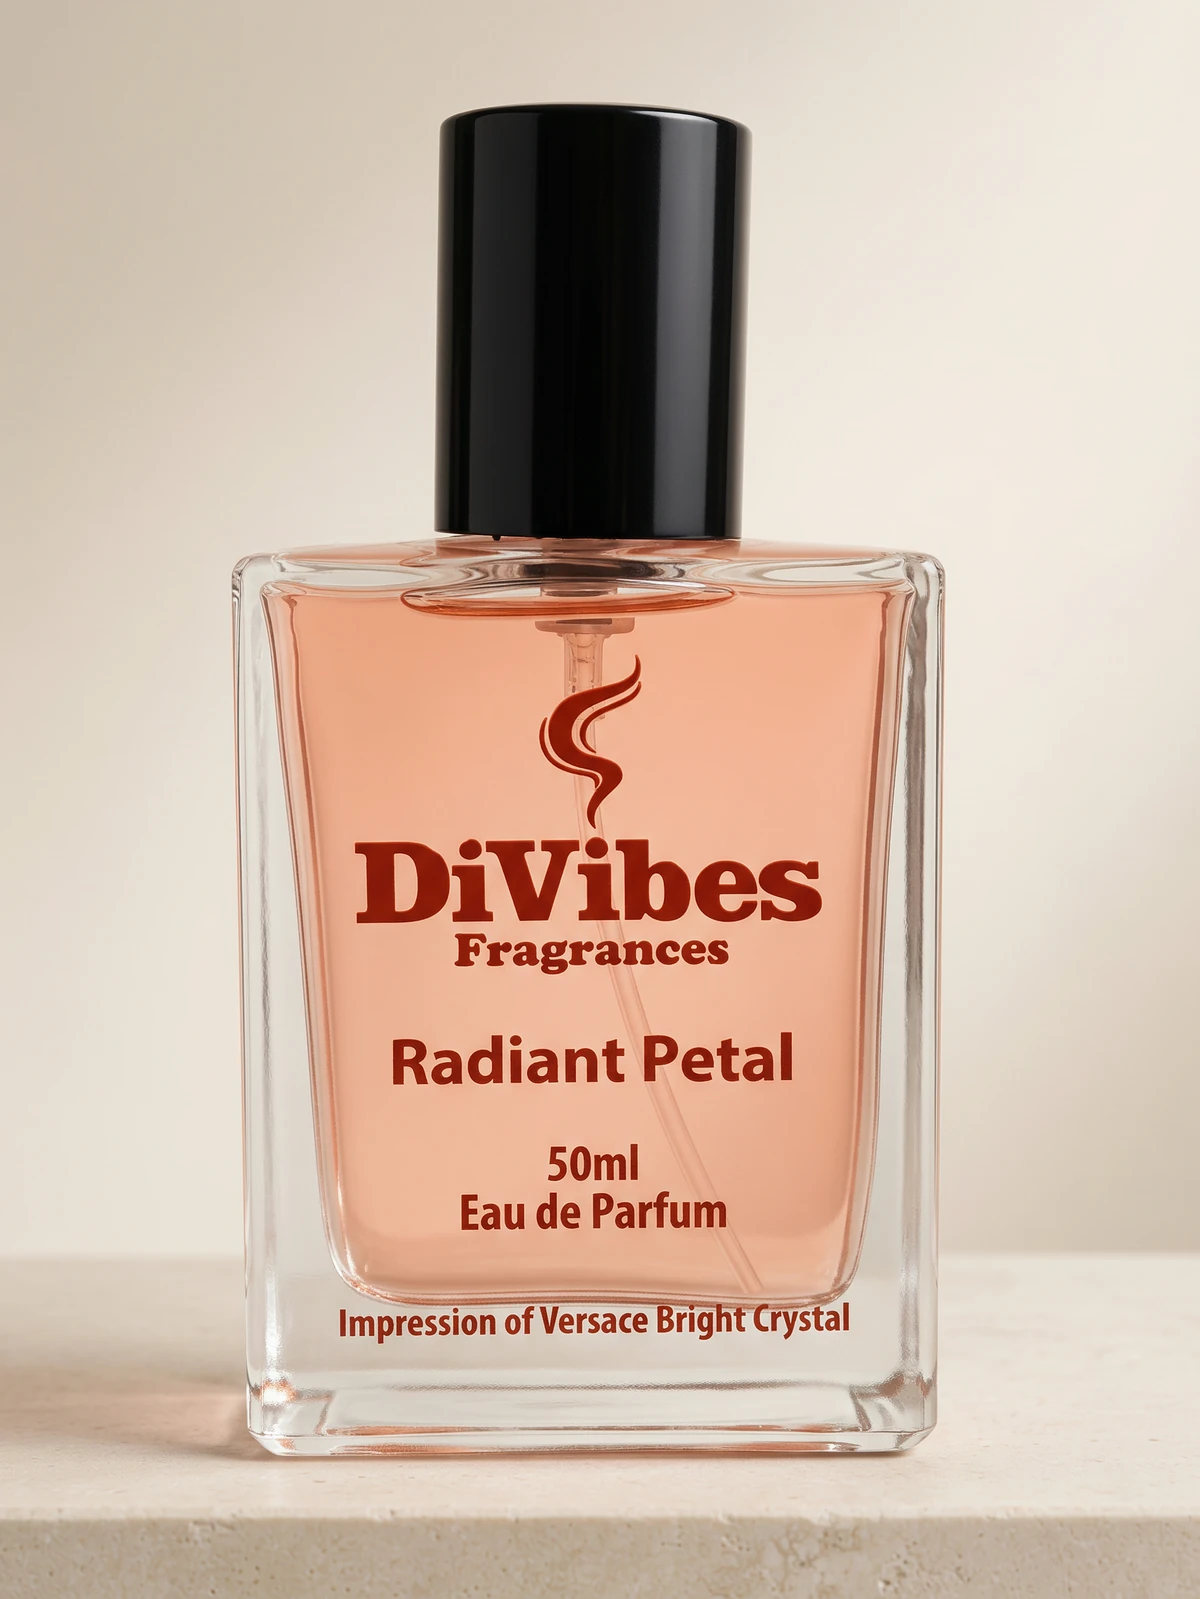 DiVibes
Fragrances
Radiant Petal
50ml
Eau de Parfum
Impression of Versace Bright Crystal